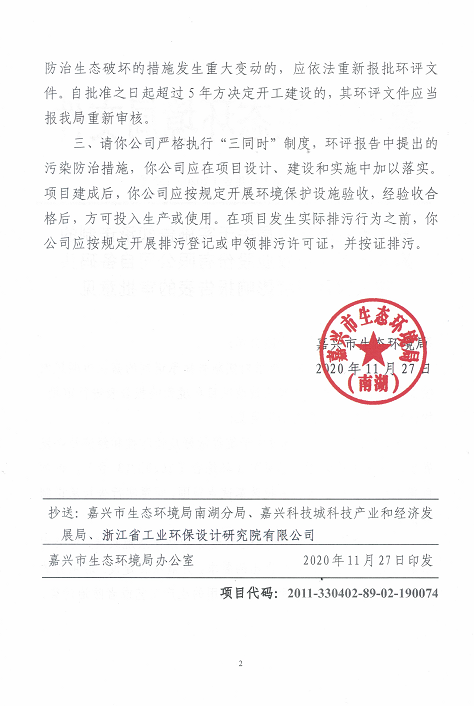 防治生态破坏的措施发生重大变动的，应依法重新报批环评文
件。自批准之日起超过 5 年方决定开工建设的，其环评文件应当
报我局重新审核。
三、请你公司严格执行“三同时”制度，环评报告中提出的
污染防治措施，你公司应在项目设计、建设和实施中加以落实。
项目建成后，你公司应按规定开展环境保护设施验收，经验收合
格后，方可投入生产或使用。在项目发生实际排污行为之前，你
公司应按规定开展排污登记或申领排污许可证，并按证排污。
嘉兴市生态环境局
2020 年 11 月 27 日
嘉兴市生态环境局
（南湖）
抄送：嘉兴市生态环境局南湖分局、嘉兴科技城科技产业和经济发
展局、浙江省工业环保设计研究院有限公司
嘉兴市生态环境局办公室 2020年11月27日印发
项目代码：2011-330402-89-02-190074
2